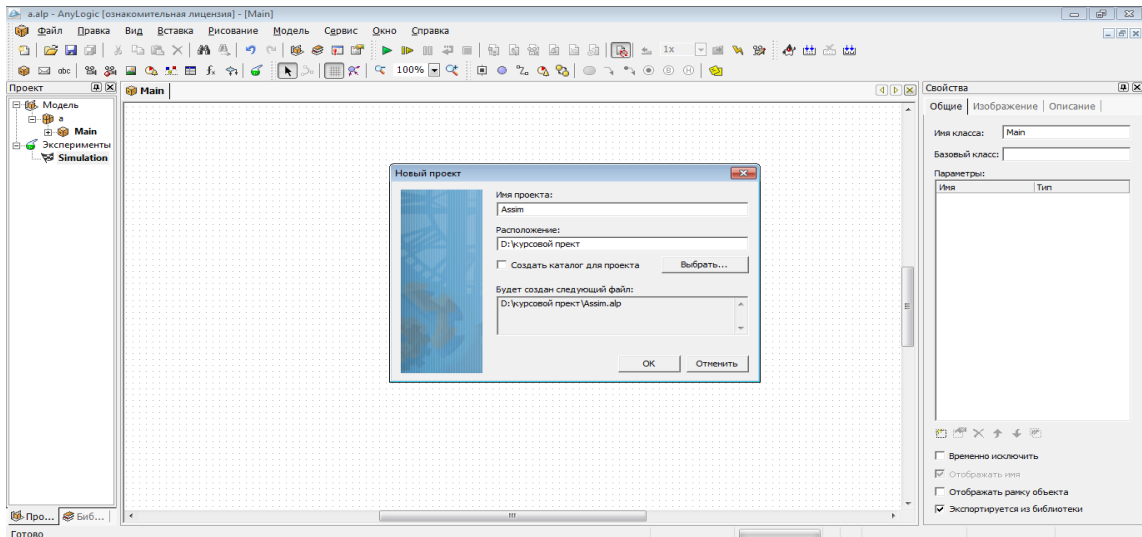 a.alp - AnyLogic [ознакомительная лицензия] - [Main]
Файл Правка Вид Вставка Рисование Модель Сервис Окно Справка
1x
abc
100%
Проект
Main
Свойства
Модель
a
Main
Эксперименты
Simulation
Общие Изображение Описание
Имя класса: Main
Базовый класс:
Параметры:
Имя Тип
Новый проект
Имя проекта:
Assim
Расположение:
D:\курсовой прект
Создать каталог для проекта Выбрать...
Будет создан следующий файл:
D:\курсовой прект\Assim.alp
OK Отменить
Временно исключить
Отображать имя
Отображать рамку объекта
Экспортируется из библиотеки
Про... Биб...
Готово